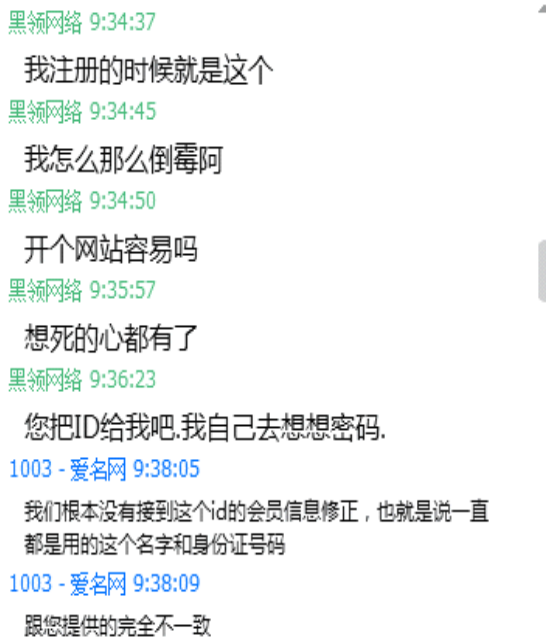 黑领网络 9:34:37
我注册的时候就是这个
黑领网络 9:34:45
我怎么那么倒霉阿
黑领网络 9:34:50
开个网站容易吗
黑领网络 9:35:57
想死的心都有了
黑领网络 9:36:23
您把ID给我吧.我自己去想想密码.
1003 - 爱名网 9:38:05
我们根本没有接到这个id的会员信息修正，也就是说一直
都是用的这个名字和身份证号码
1003 - 爱名网 9:38:09
跟您提供的完全不一致